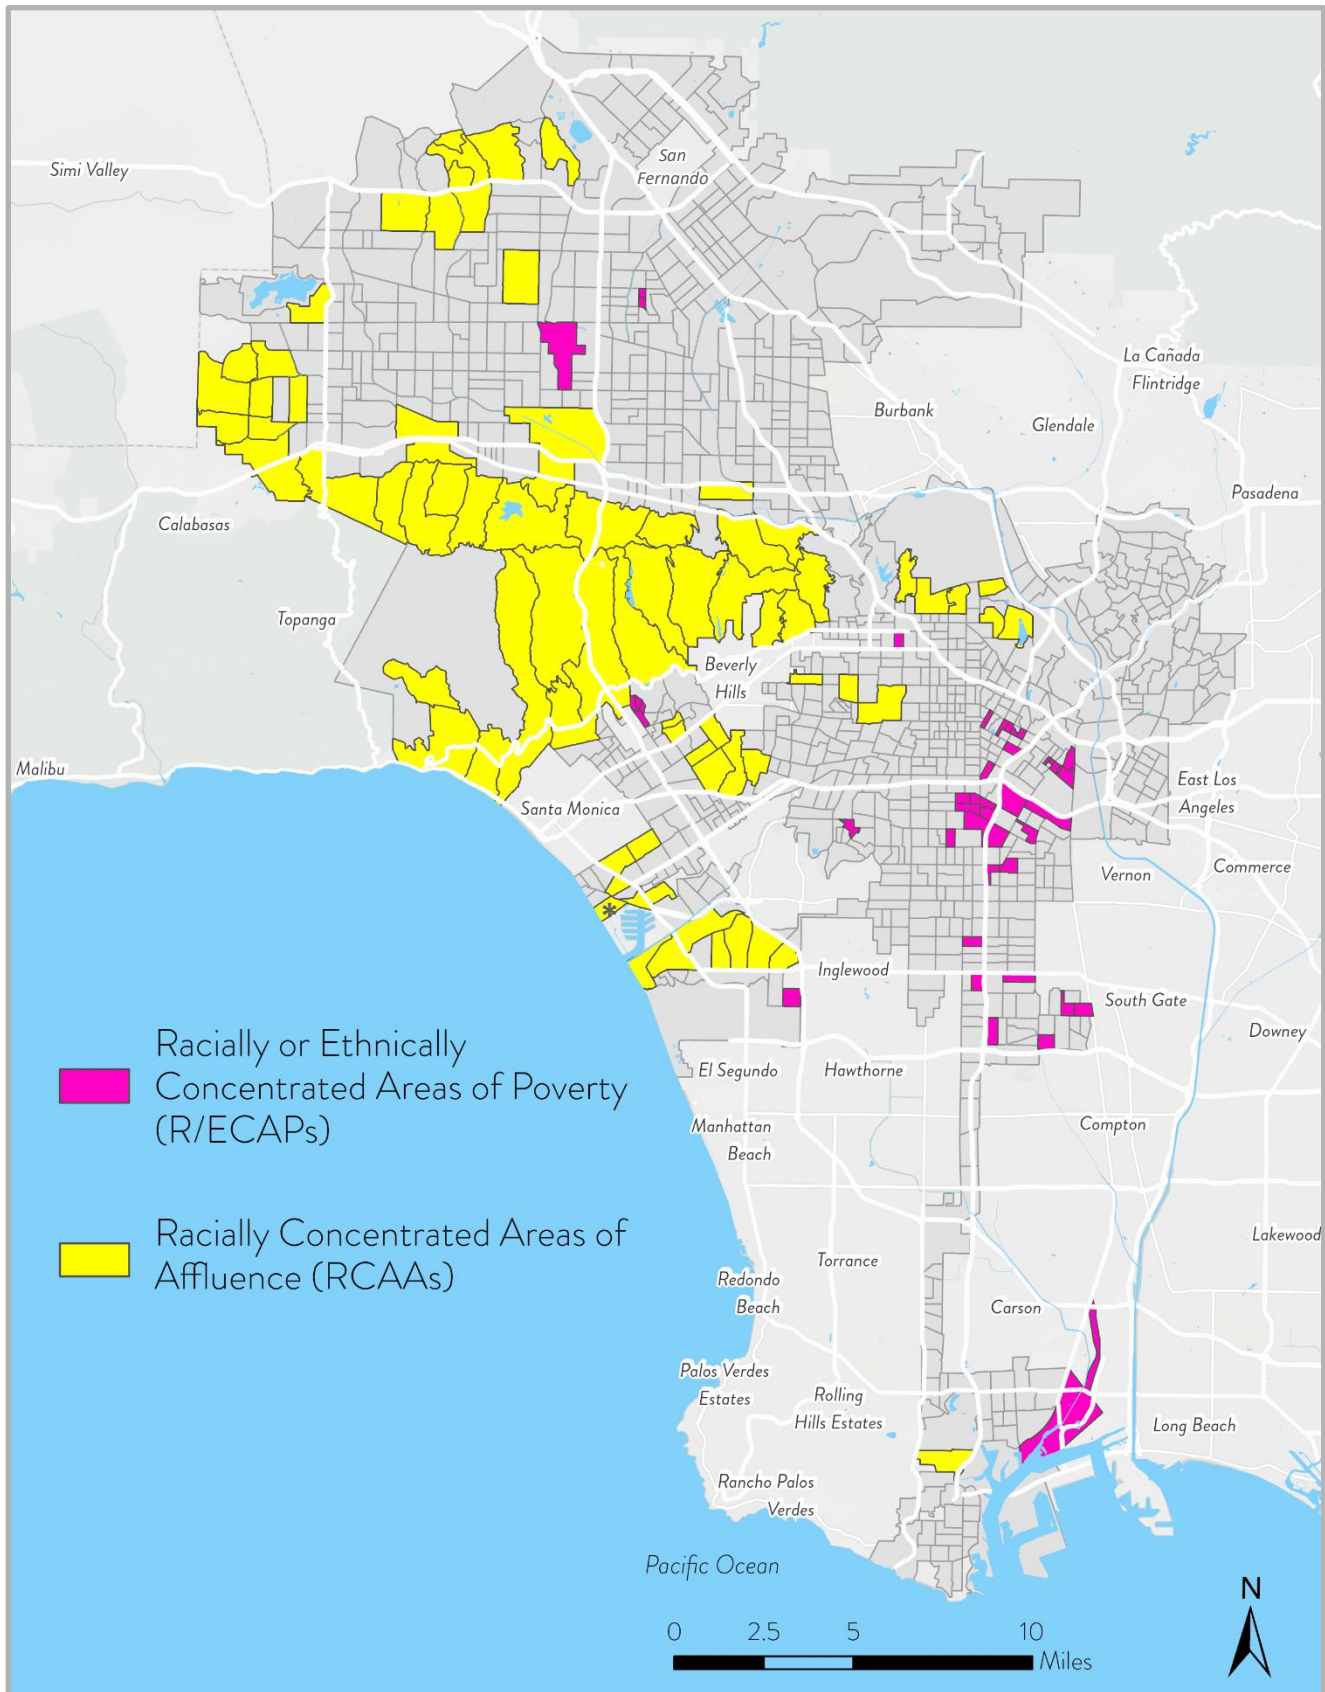 San
Fernando
Simi Valley
La Cañada
Flintridge
Burbank
Glendale
Pasadena
Calabasas
Topanga
Beverly
Hills
Malibu
Santa Monica
East Los
Angeles
Vernon
Commerce
*
Inglewood
South Gate
Downey
Racially or Ethnically
Concentrated Areas of Poverty
(R/ECAPs)
El Segundo
Hawthorne
Manhattan
Beach
Compton
Racially Concentrated Areas of
Affluence (RCAAs)
Lakewood
Torrance
Redondo
Beach
Carson
Palos Verdes
Estates
Rolling
Hills Estates
Long Beach
Rancho Palos
Verdes
Pacific Ocean
N
0 2.5 5 10
Miles